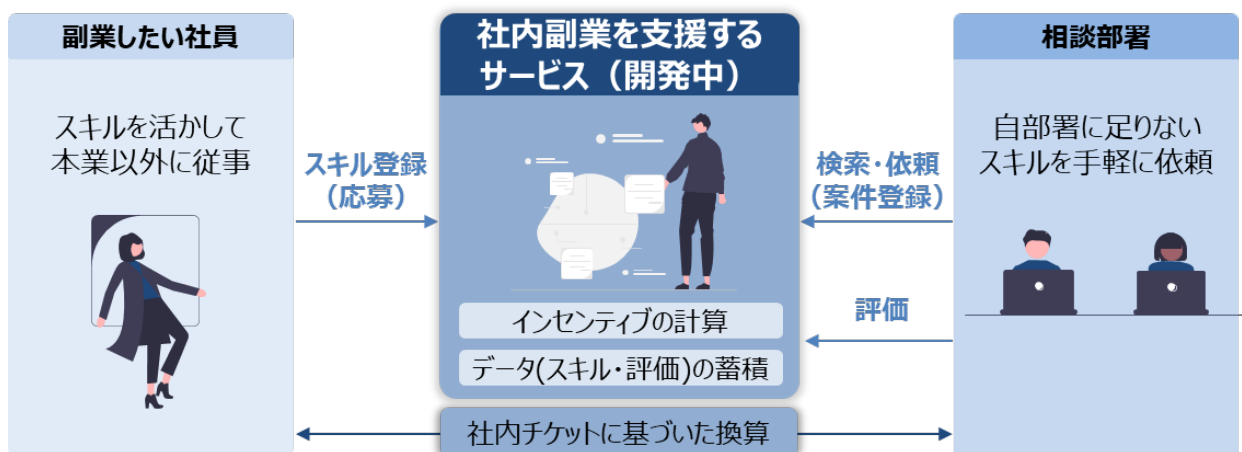 副業したい社員
スキルを活かして
本業以外に従事
スキル登録
（応募）
社内副業を支援する
サービス（開発中）
インセンティブの計算
データ(スキル・評価)の蓄積
社内チケットに基づいた換算
検索・依頼
（案件登録）
評価
相談部署
自部署に足りない
スキルを手軽に依頼